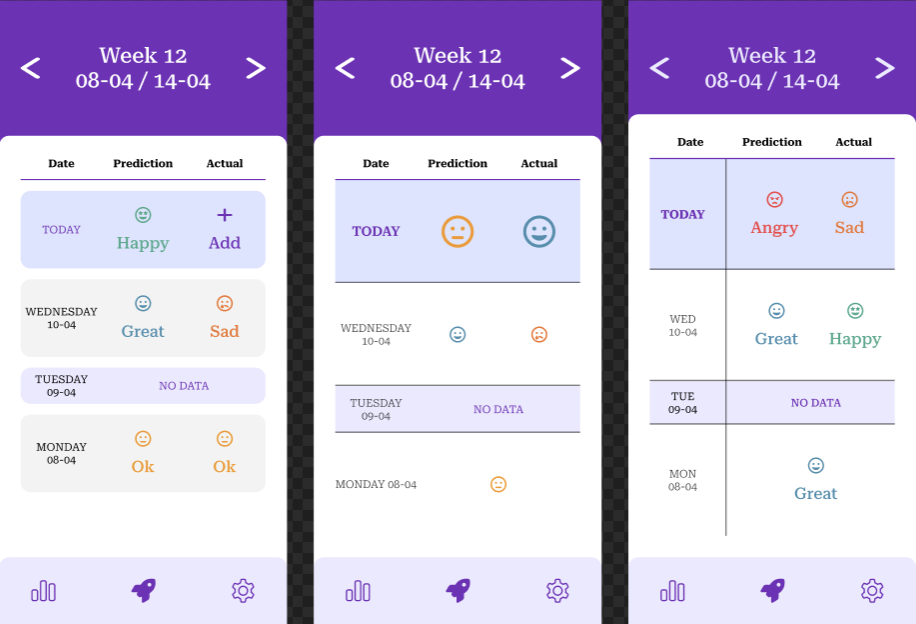 Week 12
08-04 / 14-04
Date Prediction Actual
TODAY
Happy Add
WEDNESDAY
10-04
Great Sad
TUESDAY
09-04
NO DATA
MONDAY
08-04
Ok Ok
Week 12
08-04 / 14-04
Date Prediction Actual
TODAY
WEDNESDAY
10-04
TUESDAY
09-04
NO DATA
MONDAY 08-04
Week 12
08-04 / 14-04
Date Prediction Actual
TODAY
Angry Sad
WED
10-04
Great Happy
TUE
09-04
NO DATA
MON
08-04
Great